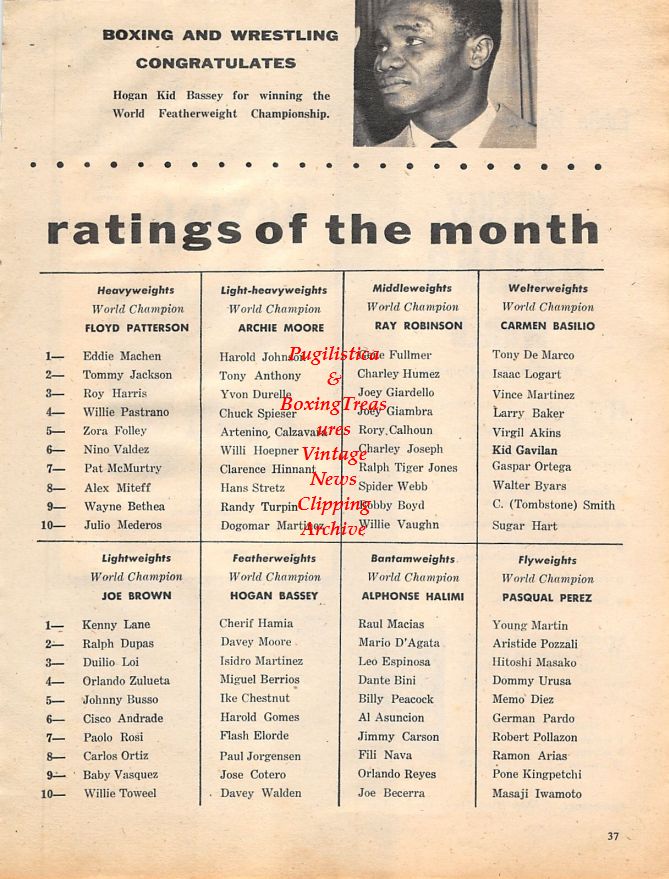 BOXING AND WRESTLING
CONGRATULATES
Hogan Kid Bassey for winning the
World Featherweight Championship.
ratings of the month
Heavyweights
World Champion
FLOYD PATTERSON
1— Eddie Machen
2— Tommy Jackson
3— Roy Harris
4— Willie Pastrano
5— Zora Folley
6— Nino Valdez
7— Pat McMurtry
8— Alex Miteff
9— Wayne Bethea
10— Julio Mederos
Light-heavyweights
World Champion
ARCHIE MOORE
Harold Johnson
Tony Anthony
Yvon Durelle
Chuck Spieser
Artenino Calzavara
Willi Hoepner
Clarence Hinnant
Hans Stretz
Randy Turpin
Dogomar Martinez
Middleweights
World Champion
RAY ROBINSON
Gene Fullmer
Charley Humez
Joey Giardello
Joey Giambra
Rory Calhoun
Charley Joseph
Ralph Tiger Jones
Spider Webb
Bobby Boyd
Willie Vaughn
Welterweights
World Champion
CARMEN BASILIO
Tony De Marco
Isaac Logart
Vince Martinez
Larry Baker
Virgil Akins
Kid Gavilan
Gaspar Ortega
Walter Byars
C. (Tombstone) Smith
Sugar Hart
Pugilistica
&
BoxingTreas
ures
Vintage
News
Clipping
Archive
Lightweights
World Champion
JOE BROWN
1— Kenny Lane
2— Ralph Dupas
3— Duilio Loi
4— Orlando Zulueta
5— Johnny Busso
6— Cisco Andrade
7— Paolo Rosi
8— Carlos Ortiz
9— Baby Vasquez
10— Willie Toweel
Featherweights
World Champion
HOGAN BASSEY
Cherif Hamia
Davey Moore
Isidro Martinez
Miguel Berrios
Ike Chestnut
Harold Gomes
Flash Elorde
Paul Jorgensen
Jose Cotero
Davey Walden
Bantamweights
World Champion
ALPHONSE HALIMI
Raul Macias
Mario D'Agata
Leo Espinosa
Dante Bini
Billy Peacock
Al Asuncion
Jimmy Carson
Fili Nava
Orlando Reyes
Joe Becerra
Flyweights
World Champion
PASQUAL PEREZ
Young Martin
Aristide Pozzali
Hitoshi Masako
Dommy Urusa
Memo Diez
German Pardo
Robert Pollazon
Ramon Arias
Pone Kingpetchi
Masaji Iwamoto
37